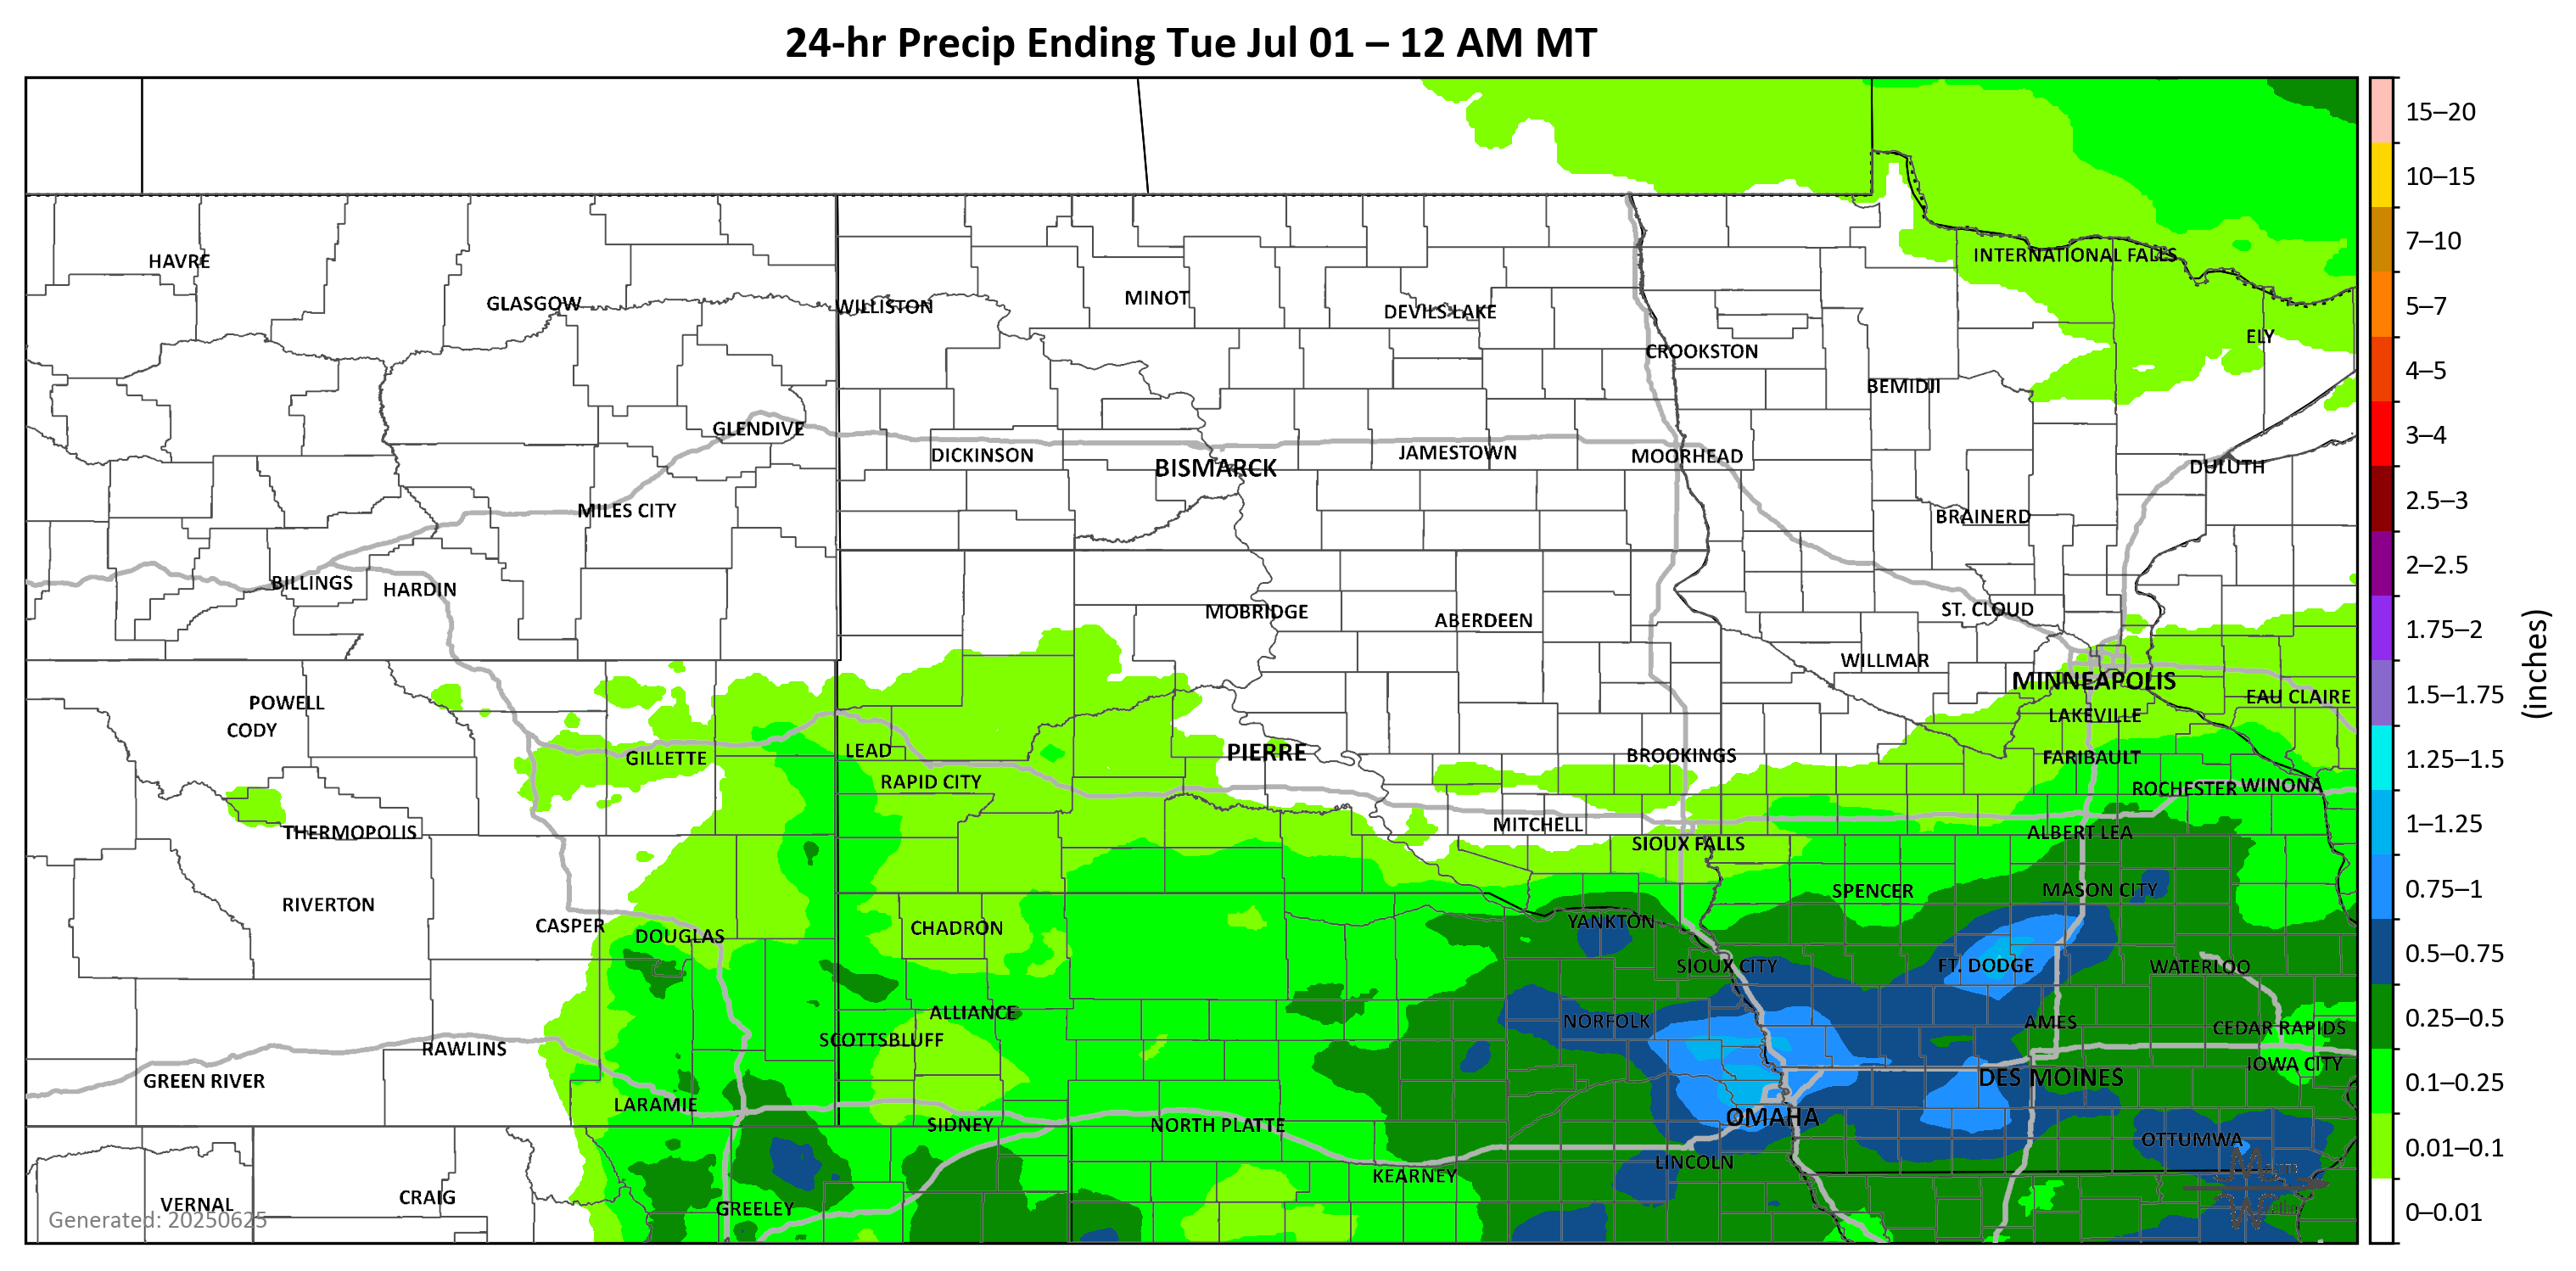 24-hr Precip Ending Tue Jul 01 – 12 AM MT
15–20
10–15
7–10
5–7
4–5
3–4
2.5–3
2–2.5
1.75–2
1.5–1.75
1.25–1.5
1–1.25
0.75–1
0.5–0.75
0.25–0.5
0.1–0.25
0.01–0.1
0–0.01
(inches)
HAVRE
INTERNATIONAL FALLS
GLASGOW
WILLISTON
MINOT
DEVILS LAKE
ELY
CROOKSTON
BEMIDJI
GLENDIVE
DICKINSON
BISMARCK
JAMESTOWN
MOORHEAD
DULUTH
MILES CITY
BRAINERD
BILLINGS
HARDIN
MOBRIDGE
ABERDEEN
ST. CLOUD
WILLMAR
MINNEAPOLIS
EAU CLAIRE
POWELL
CODY
LAKEVILLE
GILLETTE
LEAD
PIERRE
BROOKINGS
FARIBAULT
RAPID CITY
ROCHESTER
WINONA
THERMOPOLIS
MITCHELL
SIOUX FALLS
ALBERT LEA
RIVERTON
SPENCER
MASON CITY
CASPER
DOUGLAS
CHADRON
YANKTON
SIOUX CITY
FT. DODGE
WATERLOO
ALLIANCE
SCOTTSBLUFF
NORFOLK
AMES
CEDAR RAPIDS
RAWLINS
IOWA CITY
GREEN RIVER
DES MOINES
LARAMIE
SIDNEY
NORTH PLATTE
OMAHA
OTTUMWA
LINCOLN
KEARNEY
VERNAL
CRAIG
GREELEY
Generated: 20250625